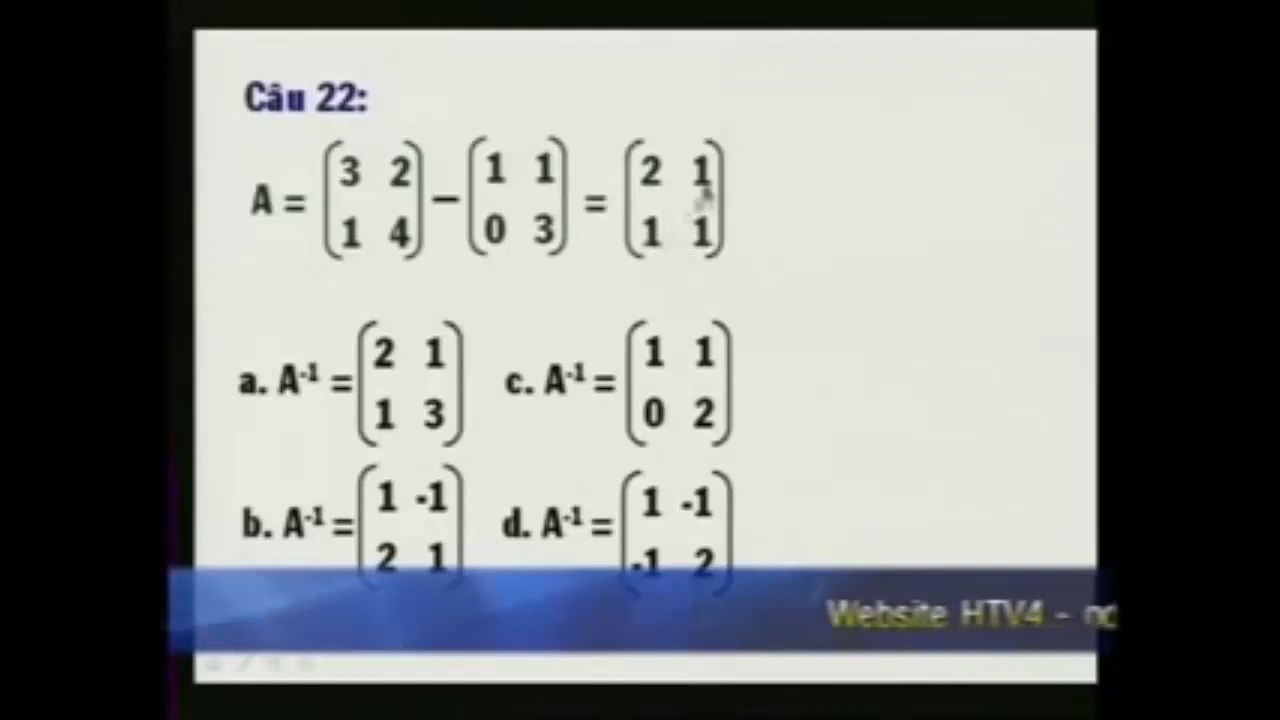 Câu 22:
A = (3 2 1 4) − (1 1 0 3) = (2 1 1 1)
a. A-1 = (2 1 1 3) c. A-1 = (1 1 0 2)
b. A-1 = (1 -1 2 1) d. A-1 = (1 -1 -1 2)
Website HTV4 -